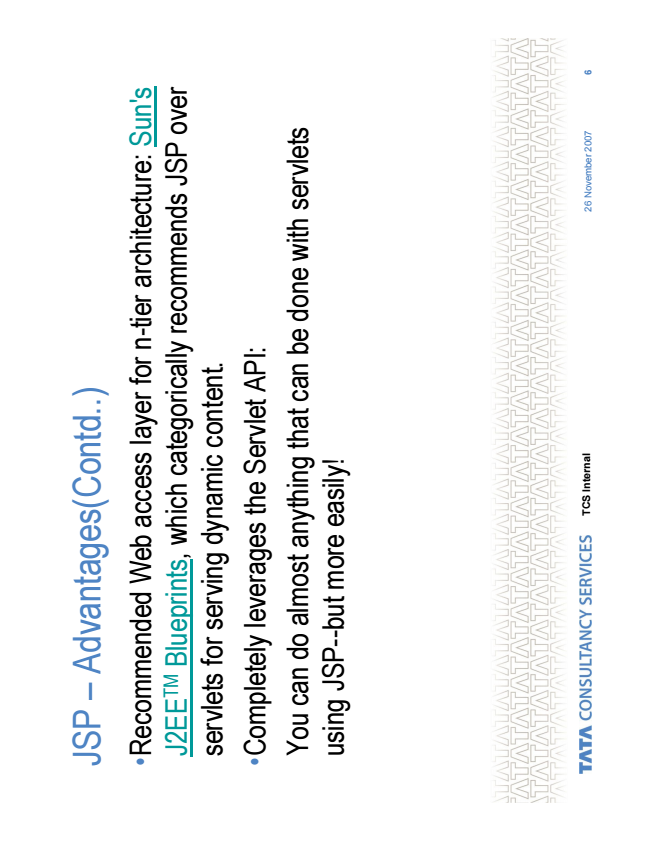 JSP – Advantages(Contd..)
•Recommended Web access layer for n-tier architecture: Sun's
J2EE™ Blueprints, which categorically recommends JSP over
servlets for serving dynamic content.
•Completely leverages the Servlet API:
You can do almost anything that can be done with servlets
using JSP--but more easily!
TATA CONSULTANCY SERVICES TCS Internal 26 November 2007 6